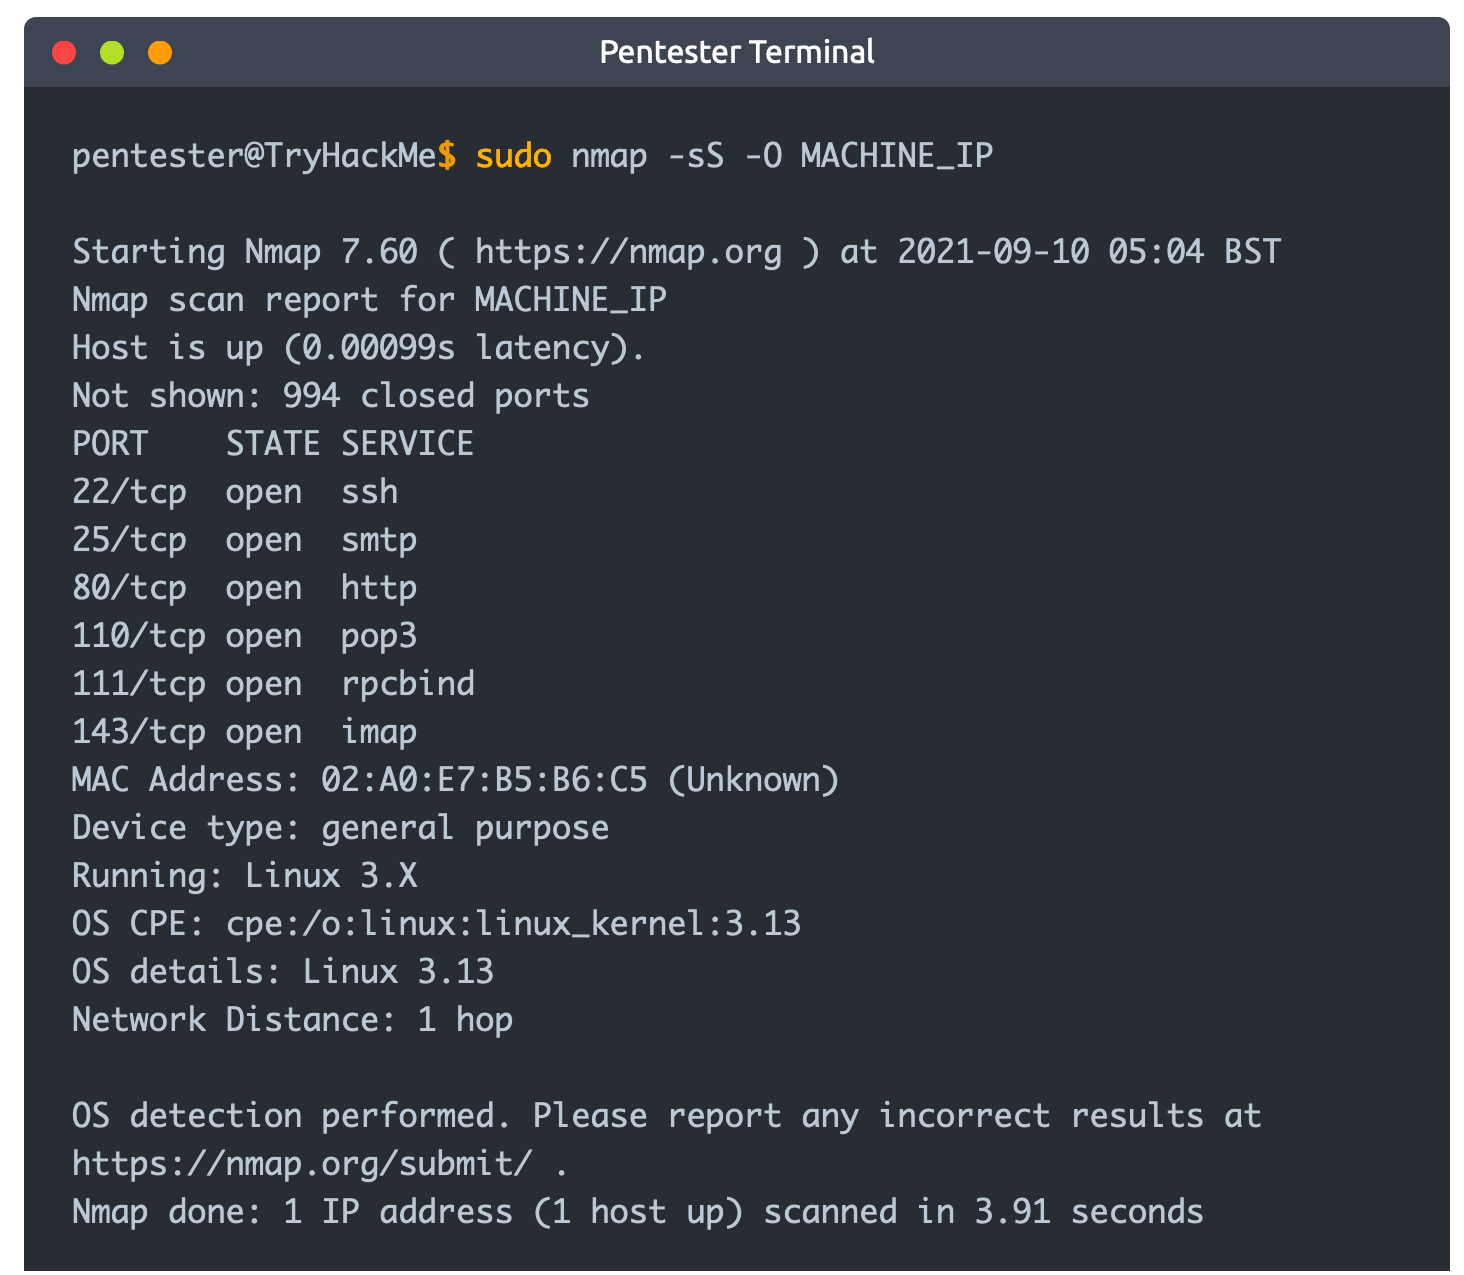 Pentester Terminal
pentester@TryHackMe$ sudo nmap -sS -O MACHINE_IP
Starting Nmap 7.60 ( https://nmap.org ) at 2021-09-10 05:04 BST
Nmap scan report for MACHINE_IP
Host is up (0.00099s latency).
Not shown: 994 closed ports
PORT    STATE SERVICE
22/tcp  open  ssh
25/tcp  open  smtp
80/tcp  open  http
110/tcp open  pop3
111/tcp open  rpcbind
143/tcp open  imap
MAC Address: 02:A0:E7:B5:B6:C5 (Unknown)
Device type: general purpose
Running: Linux 3.X
OS CPE: cpe:/o:linux:linux_kernel:3.13
OS details: Linux 3.13
Network Distance: 1 hop
OS detection performed. Please report any incorrect results at
https://nmap.org/submit/ .
Nmap done: 1 IP address (1 host up) scanned in 3.91 seconds